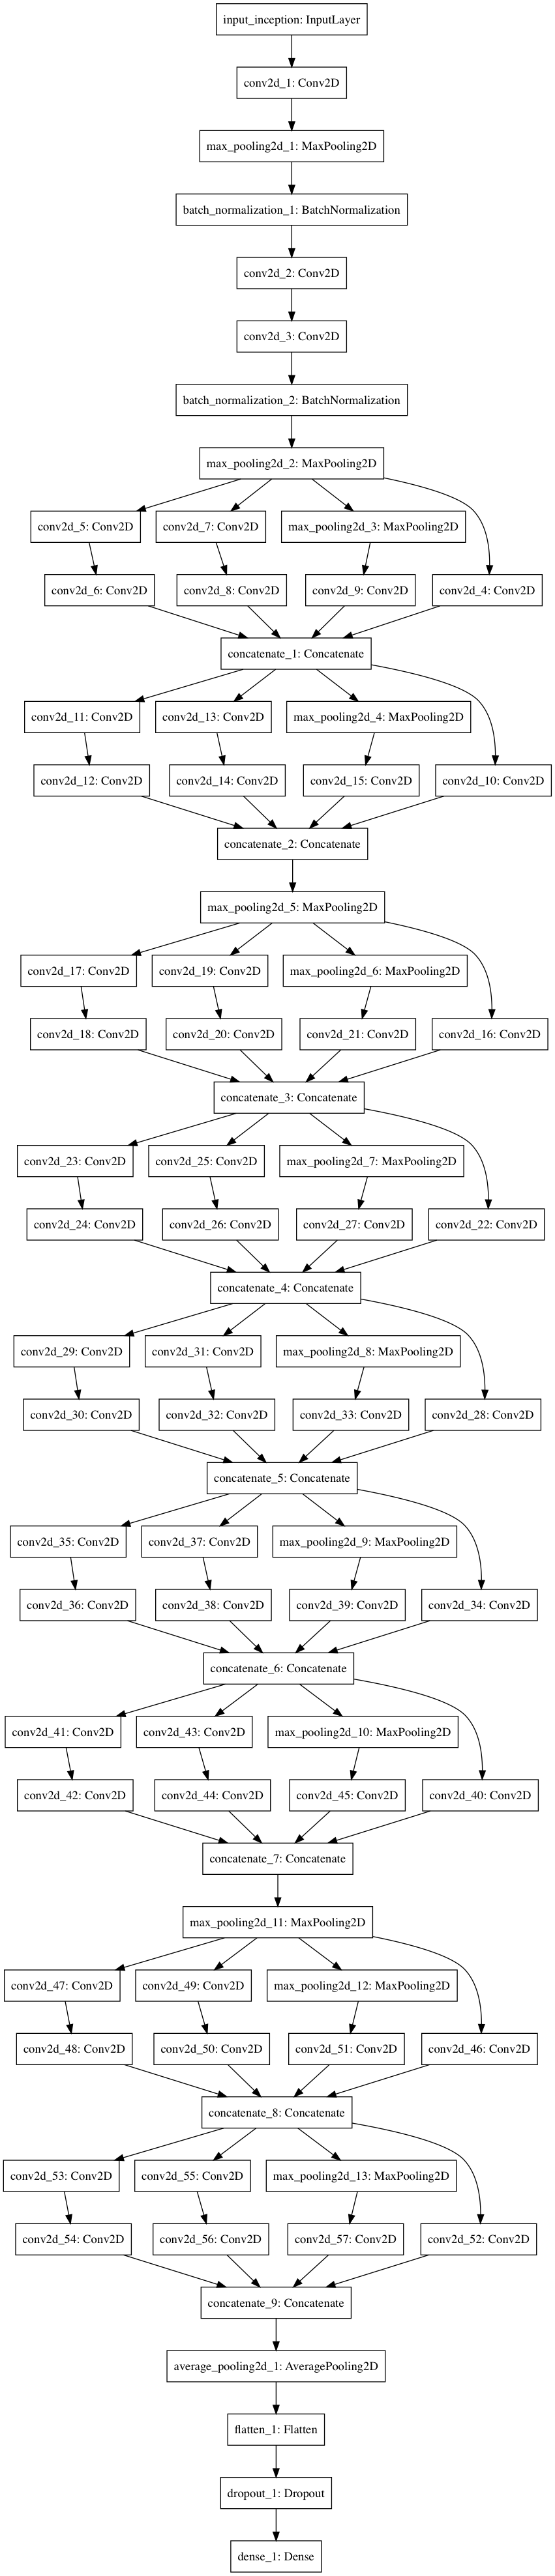 input_inception: InputLayer
conv2d_1: Conv2D
max_pooling2d_1: MaxPooling2D
batch_normalization_1: BatchNormalization
conv2d_2: Conv2D
conv2d_3: Conv2D
batch_normalization_2: BatchNormalization
max_pooling2d_2: MaxPooling2D
conv2d_5: Conv2D
conv2d_7: Conv2D
max_pooling2d_3: MaxPooling2D
conv2d_6: Conv2D
conv2d_8: Conv2D
conv2d_9: Conv2D
conv2d_4: Conv2D
concatenate_1: Concatenate
conv2d_11: Conv2D
conv2d_13: Conv2D
max_pooling2d_4: MaxPooling2D
conv2d_12: Conv2D
conv2d_14: Conv2D
conv2d_15: Conv2D
conv2d_10: Conv2D
concatenate_2: Concatenate
max_pooling2d_5: MaxPooling2D
conv2d_17: Conv2D
conv2d_19: Conv2D
max_pooling2d_6: MaxPooling2D
conv2d_18: Conv2D
conv2d_20: Conv2D
conv2d_21: Conv2D
conv2d_16: Conv2D
concatenate_3: Concatenate
conv2d_23: Conv2D
conv2d_25: Conv2D
max_pooling2d_7: MaxPooling2D
conv2d_24: Conv2D
conv2d_26: Conv2D
conv2d_27: Conv2D
conv2d_22: Conv2D
concatenate_4: Concatenate
conv2d_29: Conv2D
conv2d_31: Conv2D
max_pooling2d_8: MaxPooling2D
conv2d_30: Conv2D
conv2d_32: Conv2D
conv2d_33: Conv2D
conv2d_28: Conv2D
concatenate_5: Concatenate
conv2d_35: Conv2D
conv2d_37: Conv2D
max_pooling2d_9: MaxPooling2D
conv2d_36: Conv2D
conv2d_38: Conv2D
conv2d_39: Conv2D
conv2d_34: Conv2D
concatenate_6: Concatenate
conv2d_41: Conv2D
conv2d_43: Conv2D
max_pooling2d_10: MaxPooling2D
conv2d_42: Conv2D
conv2d_44: Conv2D
conv2d_45: Conv2D
conv2d_40: Conv2D
concatenate_7: Concatenate
max_pooling2d_11: MaxPooling2D
conv2d_47: Conv2D
conv2d_49: Conv2D
max_pooling2d_12: MaxPooling2D
conv2d_48: Conv2D
conv2d_50: Conv2D
conv2d_51: Conv2D
conv2d_46: Conv2D
concatenate_8: Concatenate
conv2d_53: Conv2D
conv2d_55: Conv2D
max_pooling2d_13: MaxPooling2D
conv2d_54: Conv2D
conv2d_56: Conv2D
conv2d_57: Conv2D
conv2d_52: Conv2D
concatenate_9: Concatenate
average_pooling2d_1: AveragePooling2D
flatten_1: Flatten
dropout_1: Dropout
dense_1: Dense